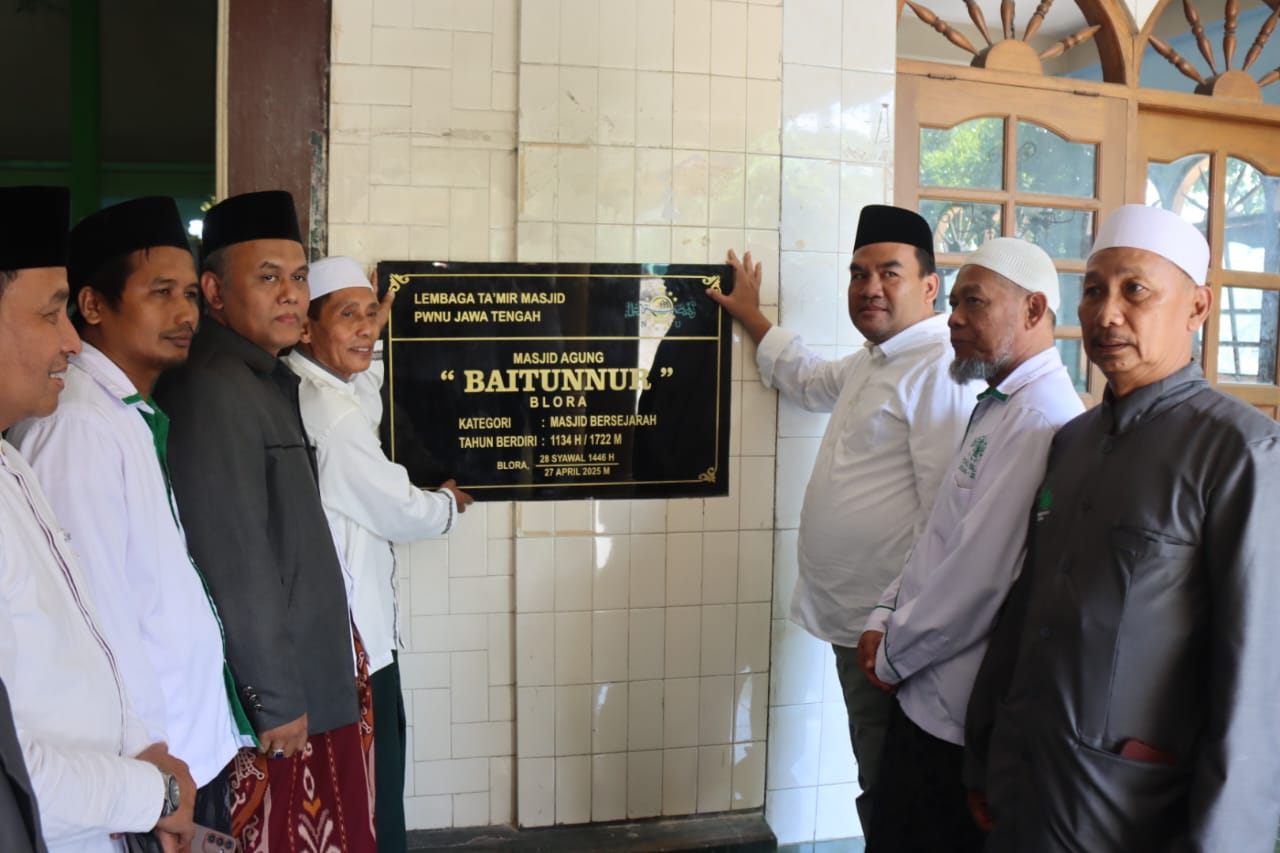 LEMBAGA TA'MIR MASJID
PWNU JAWA TENGAH
N U
MASJID AGUNG
“ BAITUNNUR ”
BLORA
KATEGORI : MASJID BERSEJARAH
TAHUN BERDIRI : 1134 H / 1722 M
BLORA, 28 SYAWAL 1446 H
27 APRIL 2025 M